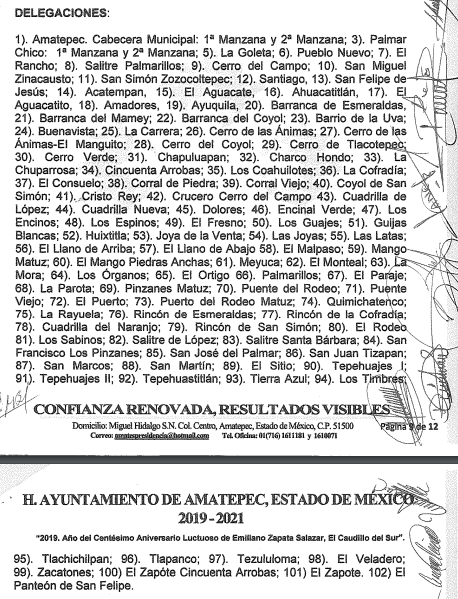 DELEGACIONES:
1). Amatepec. Cabecera Municipal: 1ª Manzana y 2ª Manzana; 3). Palmar
Chico: 1ª Manzana y 2ª Manzana; 5). La Goleta; 6). Pueblo Nuevo; 7). El
Rancho; 8). Salitre Palmarillos; 9). Cerro del Campo; 10). San Miguel
Zinacausto; 11). San Simón Zozocoltepec; 12). Santiago, 13). San Felipe de
Jesús; 14). Acatempan, 15). El Aguacate, 16). Ahuacatitlán, 17). El
Aguacatito, 18). Amadores, 19). Ayuquila, 20). Barranca de Esmeraldas,
21). Barranca del Mamey; 22). Barranca del Coyol; 23). Barrio de la Uva;
24). Buenavista; 25). La Carrera; 26). Cerro de las Ánimas; 27). Cerro de las
Ánimas-El Manguito; 28). Cerro del Coyol; 29). Cerro de Tlacotepec;
30). Cerro Verde; 31). Chapuluapan; 32). Charco Hondo; 33). La
Chuparrosa; 34). Cincuenta Arrobas; 35). Los Coahuilotes; 36). La Cofradía;
37). El Consuelo; 38). Corral de Piedra; 39). Corral Viejo; 40). Coyol de San
Simón; 41). Cristo Rey; 42). Crucero Cerro del Campo 43). Cuadrilla de
López; 44). Cuadrilla Nueva; 45). Dolores; 46). Encinal Verde; 47). Los
Encinos; 48). Los Espinos; 49). El Fresno; 50). Los Guajes; 51). Guijas
Blancas; 52). Huixtitla; 53). Joya de la Venta; 54). Las Joyas; 55). Las Latas;
56). El Llano de Arriba; 57). El Llano de Abajo 58). El Malpaso; 59). Mango
Matuz; 60). El Mango Piedras Anchas; 61). Meyuca; 62). El Monteal; 63). La
Mora; 64). Los Órganos; 65). El Ortigo 66). Palmarillos; 67). El Paraje;
68). La Parota; 69). Pinzanes Matuz; 70). Puente del Rodeo; 71). Puente
Viejo; 72). El Puerto; 73). Puerto del Rodeo Matuz; 74). Quimichatenco;
75). La Rayuela; 76). Rincón de Esmeraldas; 77). Rincón de la Cofradía;
78). Cuadrilla del Naranjo; 79). Rincón de San Simón; 80). El Rodeo
81). Los Sabinos; 82). Salitre de López; 83). Salitre Santa Bárbara; 84). San
Francisco Los Pinzanes; 85). San José del Palmar; 86). San Juan Tizapan;
87). San Marcos; 88). San Martín; 89). El Sitio; 90). Tepehuajes I;
91). Tepehuajes II; 92). Tepehuastitlán; 93). Tierra Azul; 94). Los Timbres;
CONFIANZA RENOVADA, RESULTADOS VISIBLES
Domicilio: Miguel Hidalgo S.N. Col. Centro, Amatepec, Estado de México, C.P. 51500
Página 9 de 12
Correo: amatepresidencia@hotmail.com Tel. Oficina: 01(716) 1611181 y 1610071
H. AYUNTAMIENTO DE AMATEPEC, ESTADO DE MÉXICO
2019 - 2021
"2019. Año del Centésimo Aniversario Luctuoso de Emiliano Zapata Salazar, El Caudillo del Sur".
95). Tlachichilpan; 96). Tlapanco; 97). Tezululoma; 98). El Veladero;
99). Zacatones; 100) El Zapóte Cincuenta Arrobas; 101) El Zapote. 102) El
Panteón de San Felipe.